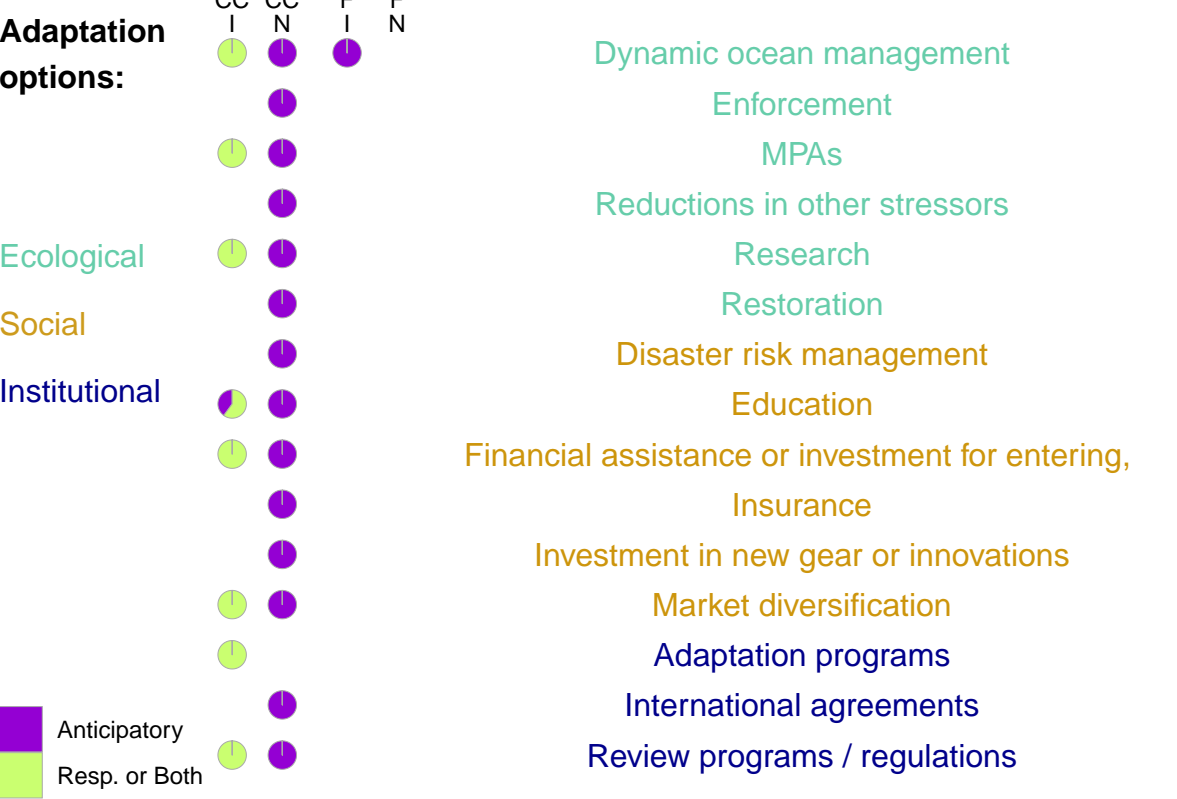 CC CC
I N I N
Adaptation
options:
Dynamic ocean management
Enforcement
MPAs
Reductions in other stressors
Ecological
Research
Restoration
Social
Disaster risk management
Institutional
Education
Financial assistance or investment for entering,
Insurance
Investment in new gear or innovations
Market diversification
Adaptation programs
International agreements
Anticipatory
Review programs / regulations
Resp. or Both